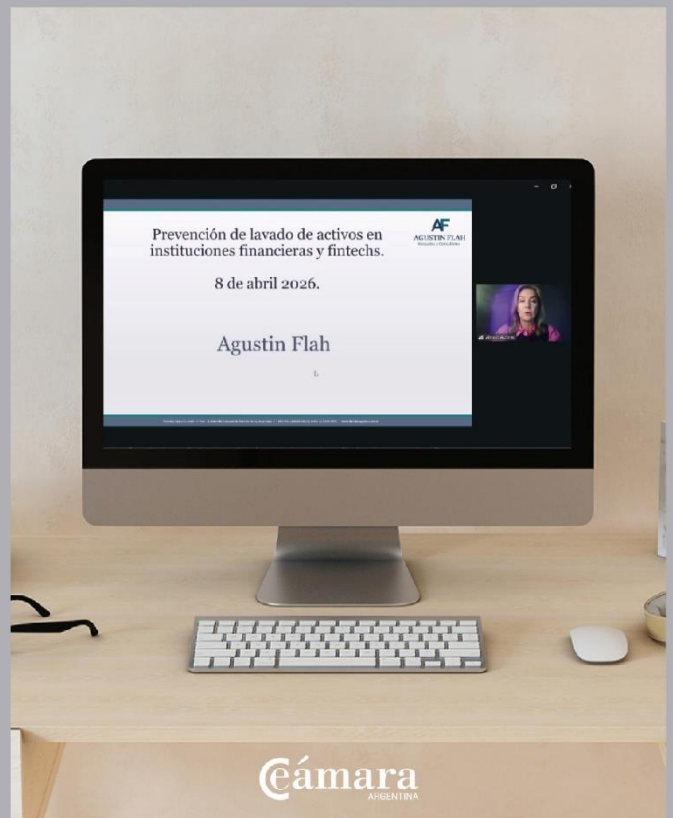 Prevención de lavado de activos en
instituciones financieras y fintechs.
8 de abril 2026.
Agustin Flah
AF
AGUSTIN FLAH
Ceámara
ARGENTINA